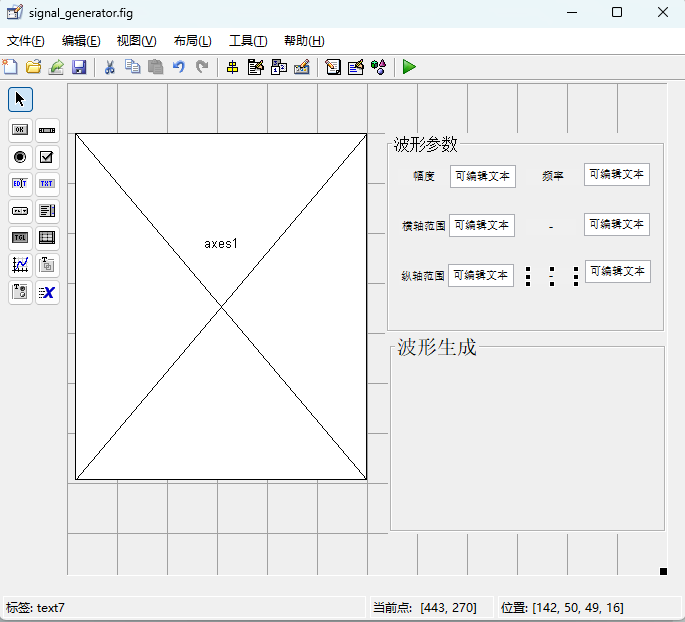 signal_generator.fig
文件(F) 编辑(E) 视图(V) 布局(L) 工具(T) 帮助(H)
OK
EDIT TXT
TGL
axes1
波形参数
幅度 可编辑文本 频率 可编辑文本
横轴范围 可编辑文本 - 可编辑文本
纵轴范围 可编辑文本 - 可编辑文本
波形生成
标签: text7 当前点: [443, 270] 位置: [142, 50, 49, 16]